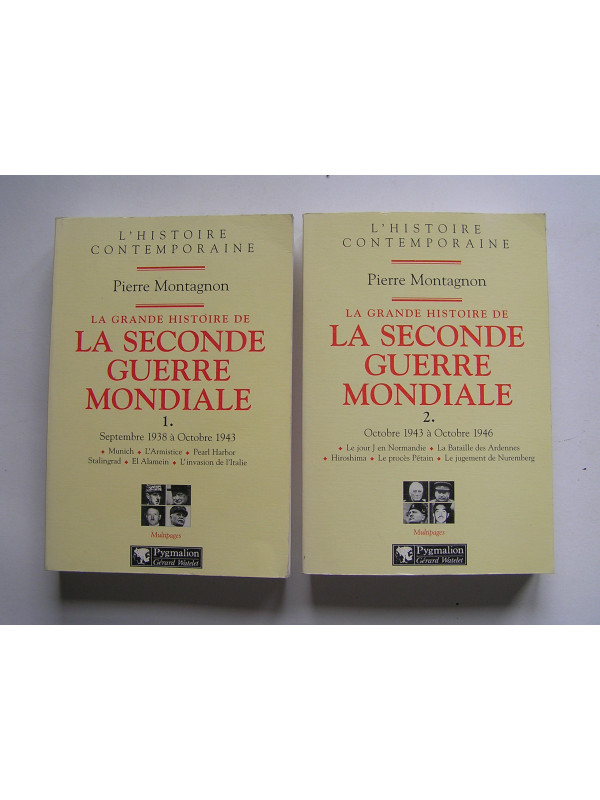 L'HISTOIRE
CONTEMPORAINE
Pierre Montagnon
LA GRANDE HISTOIRE DE
LA SECONDE
GUERRE
MONDIALE
1.
Septembre 1938 à Octobre 1943
Munich ♦ L'Armistice ♦ Pearl Harbor
Stalingrad ♦ El Alamein ♦ L'invasion de l'Italie
Multipages
Pygmalion
Gérard Watelet
L'HISTOIRE
CONTEMPORAINE
Pierre Montagnon
LA GRANDE HISTOIRE DE
LA SECONDE
GUERRE
MONDIALE
2.
Octobre 1943 à Octobre 1946
♦ Le jour J en Normandie ♦ La Bataille des Ardennes
♦ Hiroshima ♦ Le procès Pétain ♦ Le jugement de Nuremberg
Multipages
Pygmalion
Gérard Watelet